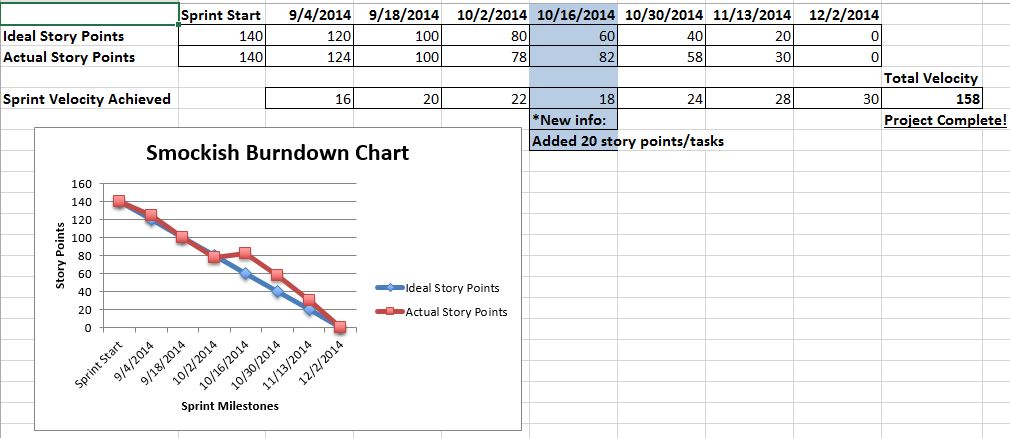 Sprint Start 9/4/2014 9/18/2014 10/2/2014 10/16/2014 10/30/2014 11/13/2014 12/2/2014
Ideal Story Points 140 120 100 80 60 40 20 0
Actual Story Points 140 124 100 78 82 58 30 0
Total Velocity
Sprint Velocity Achieved 16 20 22 18 24 28 30 158
*New info: Project Complete!
Added 20 story points/tasks
Smockish Burndown Chart
160
140
120
100
80
60
40
20
0
Story Points
Sprint Start 9/4/2014 9/18/2014 10/2/2014 10/16/2014 10/30/2014 11/13/2014 12/2/2014
Sprint Milestones
Ideal Story Points
Actual Story Points